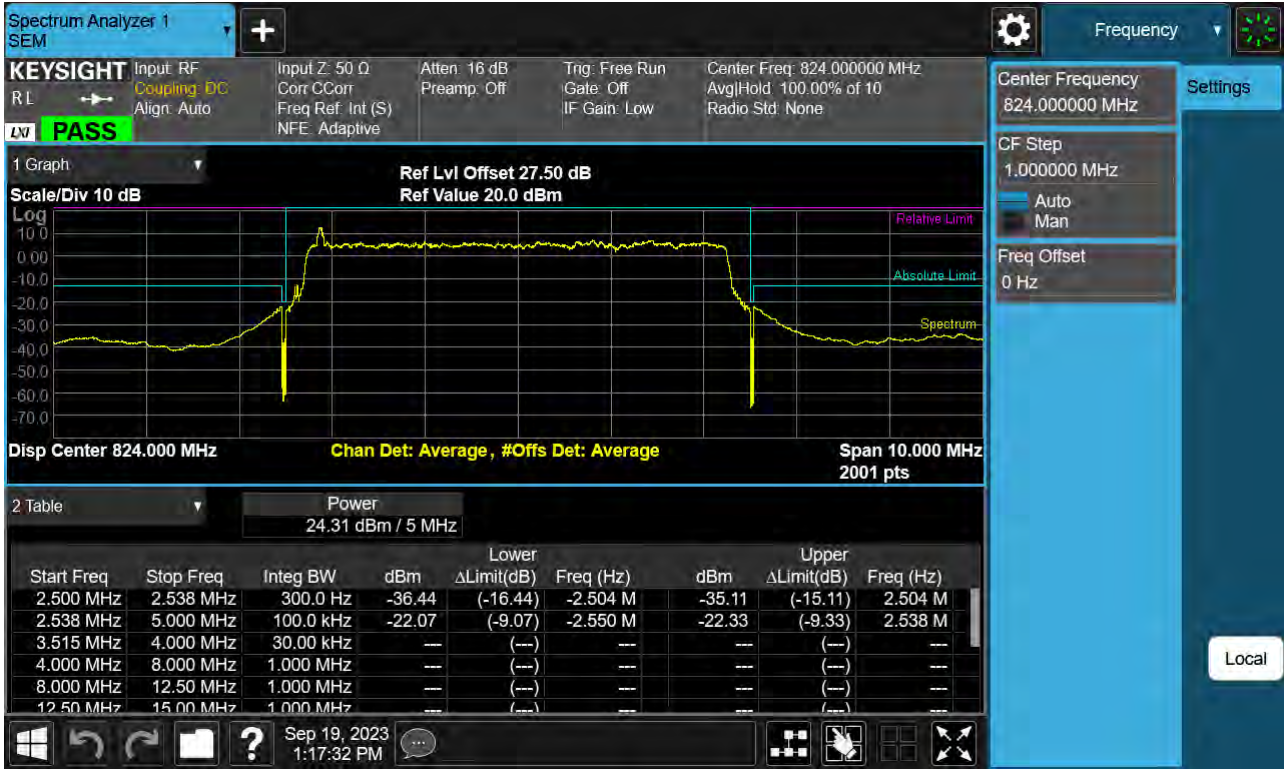 Spectrum Analyzer 1
SEM
Frequency
KEYSIGHT
Input: RF
Coupling: DC
Align: Auto
Input Z: 50 Ω
Corr CCorr
Freq Ref: Int (S)
NFE: Adaptive
Atten: 16 dB
Preamp: Off
Trig: Free Run
Gate: Off
IF Gain: Low
Center Freq: 824.000000 MHz
Avg|Hold: 100.00% of 10
Radio Std: None
RL
LXI PASS
Center Frequency
824.000000 MHz
Settings
CF Step
1.000000 MHz
Auto
Man
Freq Offset
0 Hz
Local
1 Graph
Scale/Div 10 dB
Ref Lvl Offset 27.50 dB
Ref Value 20.0 dBm
Log
10.0
0.00
-10.0
-20.0
-30.0
-40.0
-50.0
-60.0
-70.0
Relative Limit
Absolute Limit
Spectrum
Disp Center 824.000 MHz Chan Det: Average, #Offs Det: Average Span 10.000 MHz
2001 pts
2 Table
Power
24.31 dBm / 5 MHz
Lower Upper
Start Freq Stop Freq Integ BW dBm ΔLimit(dB) Freq (Hz) dBm ΔLimit(dB) Freq (Hz)
2.500 MHz 2.538 MHz 300.0 Hz -36.44 (-16.44) -2.504 M -35.11 (-15.11) 2.504 M
2.538 MHz 5.000 MHz 100.0 kHz -22.07 (-9.07) -2.550 M -22.33 (-9.33) 2.538 M
3.515 MHz 4.000 MHz 30.00 kHz --- (---) --- --- (---) ---
4.000 MHz 8.000 MHz 1.000 MHz --- (---) --- --- (---) ---
8.000 MHz 12.50 MHz 1.000 MHz --- (---) --- --- (---) ---
12.50 MHz 15.00 MHz 1.000 MHz --- (---) --- --- (---) ---
Sep 19, 2023
1:17:32 PM